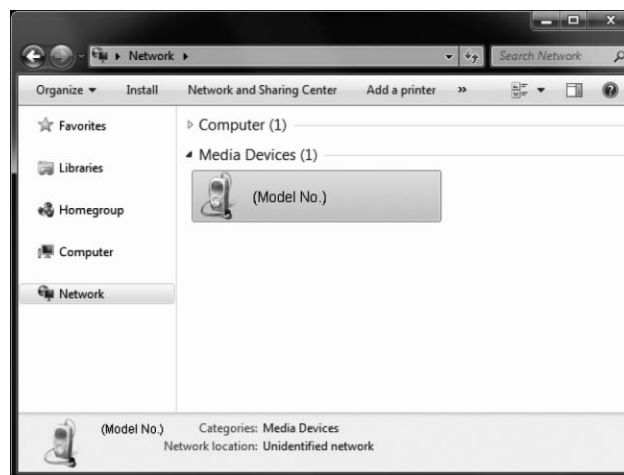 Network
Search Network
Organize Install Network and Sharing Center Add a printer »
Favorites
Libraries
Homegroup
Computer
Network
Computer (1)
Media Devices (1)
(Model No.)
(Model No.) Categories: Media Devices
Network location: Unidentified network